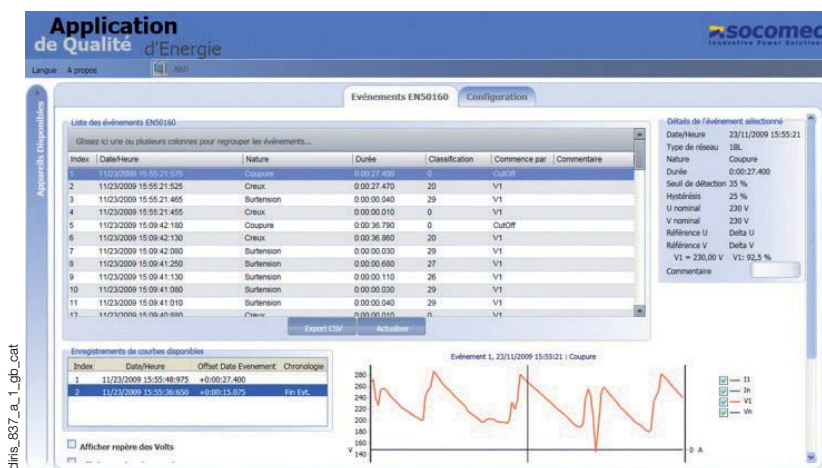 Application
de Qualité d'Energie
socomec
Innovative Power Solutions
Langue A propos A60
Appareils Disponibles
Evénements EN50160 Configuration
Liste des événements EN50160
Glissez ici une ou plusieurs colonnes pour regrouper les événements...
Index Date/Heure Nature Durée Classification Commence par Commentaire
1 11/23/2009 15:55:21:575 Coupure 0:00:27.400 0 CutOff
2 11/23/2009 15:55:21:525 Creux 0:00:27.470 20 V1
3 11/23/2009 15:55:21:465 Surtension 0:00:00.040 29 V1
4 11/23/2009 15:55:21:455 Creux 0:00:00.010 0 V1
5 11/23/2009 15:09:42:180 Coupure 0:00:36.790 0 CutOff
6 11/23/2009 15:09:42:130 Creux 0:00:36.860 20 V1
7 11/23/2009 15:09:42:080 Surtension 0:00:00.030 29 V1
8 11/23/2009 15:09:41:250 Surtension 0:00:00.680 27 V1
9 11/23/2009 15:09:41:130 Surtension 0:00:00.110 26 V1
10 11/23/2009 15:09:41:080 Surtension 0:00:00.030 29 V1
11 11/23/2009 15:09:41:010 Surtension 0:00:00.040 29 V1
12 11/23/2009 15:09:40:880 Creux 0:00:00.010 0 V1
Export CSV Actualiser
Détails de l'événement sélectionné
Date/Heure 23/11/2009 15:55:21
Type de réseau 1BL
Nature Coupure
Durée 0:00:27.400
Seuil de détection 35 %
Hystérésis 25 %
U nominal 230 V
V nominal 230 V
Référence U Delta U
Référence V Delta V
V1 = 230,00 V V1: 92,5 %
Commentaire
Enregistrements de courbes disponibles
Index Date/Heure Offset Date Evenement Chronologie
1 11/23/2009 15:55:48:975 +0:00:27.400
2 11/23/2009 15:55:36:650 +0:00:15.075 Fin Evt.
Afficher repère des Volts
Evénement 1, 23/11/2009 15:55:21 : Coupure
280
260
240
220
200
180
160
V 140
0 A
I1
In
V1
Vn
diris_837_a_1_gb_cat